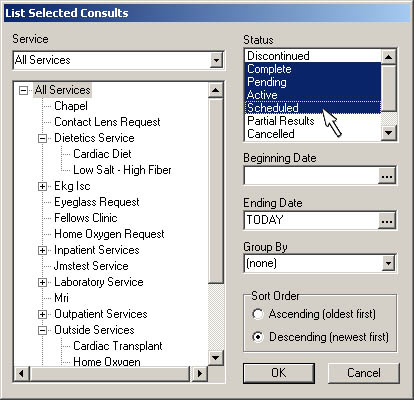 List Selected Consults
Service
All Services
All Services
Chapel
Contact Lens Request
Dietetics Service
Cardiac Diet
Low Salt - High Fiber
Ekg Isc
Eyeglass Request
Fellows Clinic
Home Oxygen Request
Inpatient Services
Jmstest Service
Laboratory Service
Mri
Outpatient Services
Outside Services
Cardiac Transplant
Home Oxygen
Status
Discontinued
Complete
Pending
Active
Scheduled
Partial Results
Cancelled
Beginning Date
...
Ending Date
TODAY
...
Group By
(none)
Sort Order
Ascending (oldest first)
Descending (newest first)
OK
Cancel